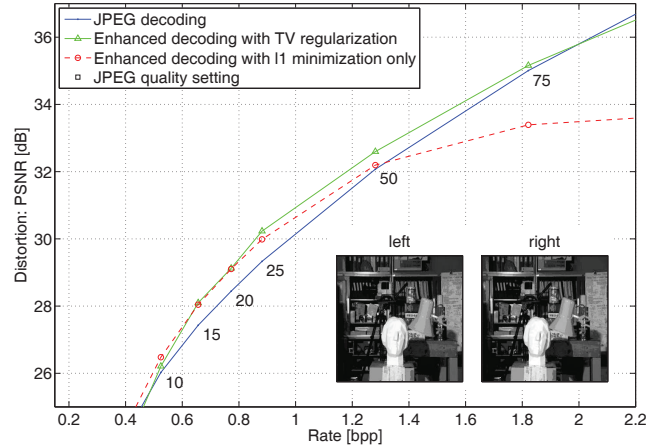 JPEG decoding
Enhanced decoding with TV regularization
Enhanced decoding with l1 minimization only
JPEG quality setting
36
34
32
30
28
26
Distortion: PSNR [dB]
75
50
25
20
15
10
left right
0.2 0.4 0.6 0.8 1 1.2 1.4 1.6 1.8 2 2.2
Rate [bpp]